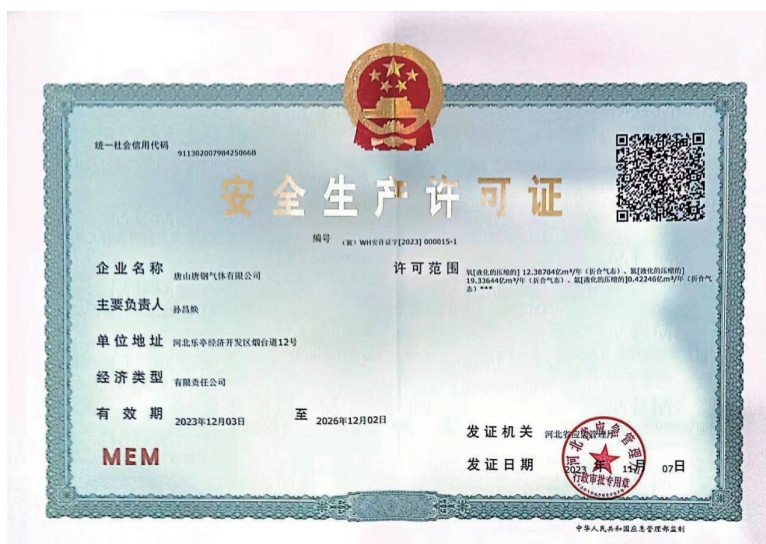 统一社会信用代码 91130200798425066B
安全生产许可证
编号 (冀)WH安许证字[2023] 000015-1
企业名称 唐山唐钢气体有限公司
主要负责人 孙昌焕
单位地址 河北乐亭经济开发区烟台道12号
经济类型 有限责任公司
有效期 2023年12月03日 至 2026年12月02日
MEM
许可范围 氧[液化的压缩的] 12.38784亿m³/年(折合气态)、氮[液化的压缩的]
19.33644亿m³/年(折合气态)、氩[液化的压缩的]0.42246亿m³/年(折合气
态)***
发证机关 河北省应急管理厅
发证日期 2023 年 11月 07日
河北省应急管理厅
行政审批专用章
中华人民共和国应急管理部监制